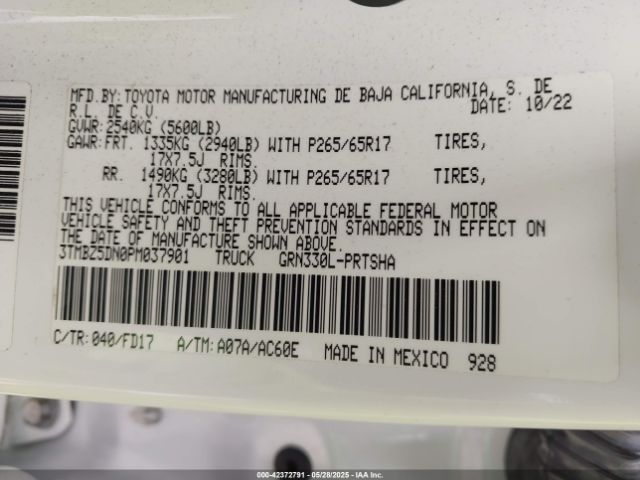 MFD.BY:TOYOTA MOTOR MANUFACTURING DE BAJA CALIFORNIA, S. DE
R.L. DE C.V. DATE: 10/22
GVWR:2540KG (5600LB)
GAWR:FRT. 1335KG (2940LB) WITH P265/65R17 TIRES,
17X7.5J RIMS.
RR. 1490KG (3280LB) WITH P265/65R17 TIRES,
17X7.5J RIMS.
THIS VEHICLE CONFORMS TO ALL APPLICABLE FEDERAL MOTOR
VEHICLE SAFETY AND THEFT PREVENTION STANDARDS IN EFFECT ON
THE DATE OF MANUFACTURE SHOWN ABOVE.
3TMBZ5DN0PM037901 TRUCK GRN330L-PRTSHA
C/TR:040/FD17 A/TM:A07A/AC60E MADE IN MEXICO 928
000-42372791 - 05/28/2025 - IAAI Tampa